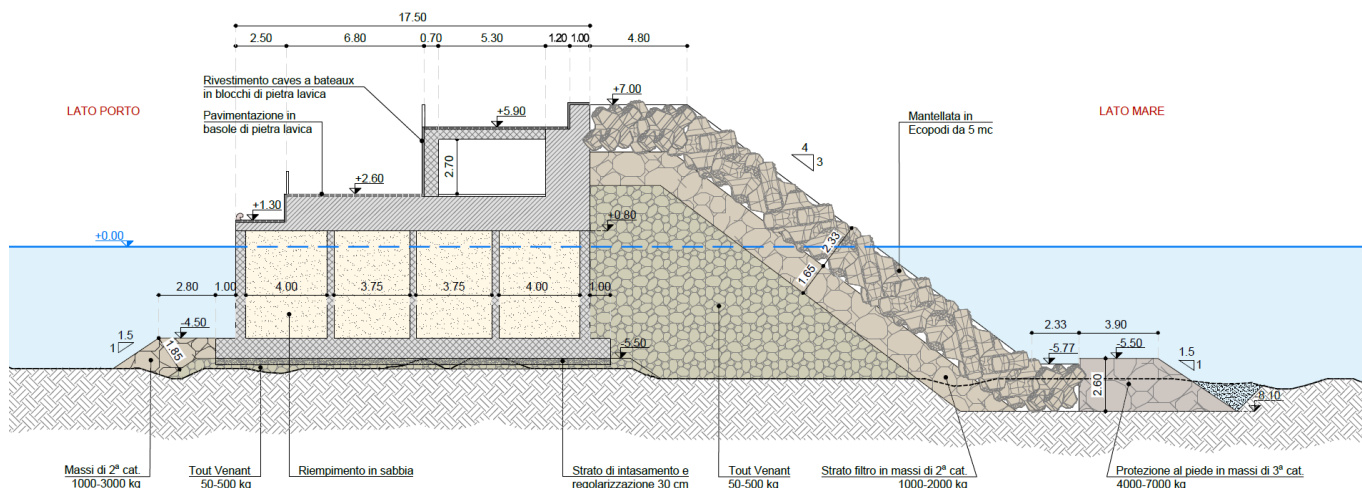 17.50
2.50 6.80 0.70 5.30 1.20 1.00 4.80
Rivestimento caves a bateaux
in blocchi di pietra lavica
LATO PORTO
+7.00
LATO MARE
Pavimentazione in
basole di pietra lavica
+5.90
Mantellata in
Ecopodi da 5 mc
4
3
2.70
+2.60
+1.30
+0.80
+0.00
2.33
1.65
2.80 1.00 4.00 3.75 3.75 4.00 1.00
2.33 3.90
-4.50
1.5
1
1.85
-5.50
-5.77
-5.50
1.5
1
2.60
-8.10
Massi di 2ª cat.
1000-3000 kg
Tout Venant
50-500 kg
Riempimento in sabbia
Strato di intasamento e
regolarizzazione 30 cm
Tout Venant
50-500 kg
Strato filtro in massi di 2ª cat.
1000-2000 kg
Protezione al piede in massi di 3ª cat.
4000-7000 kg